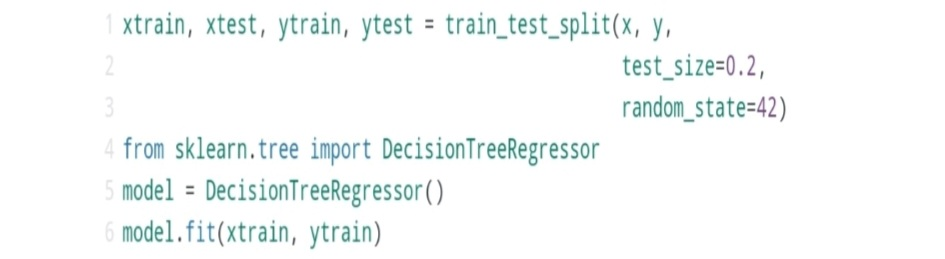 1 xtrain, xtest, ytrain, ytest = train_test_split(x, y,
2 test_size=0.2,
3 random_state=42)
4 from sklearn.tree import DecisionTreeRegressor
5 model = DecisionTreeRegressor()
6 model.fit(xtrain, ytrain)